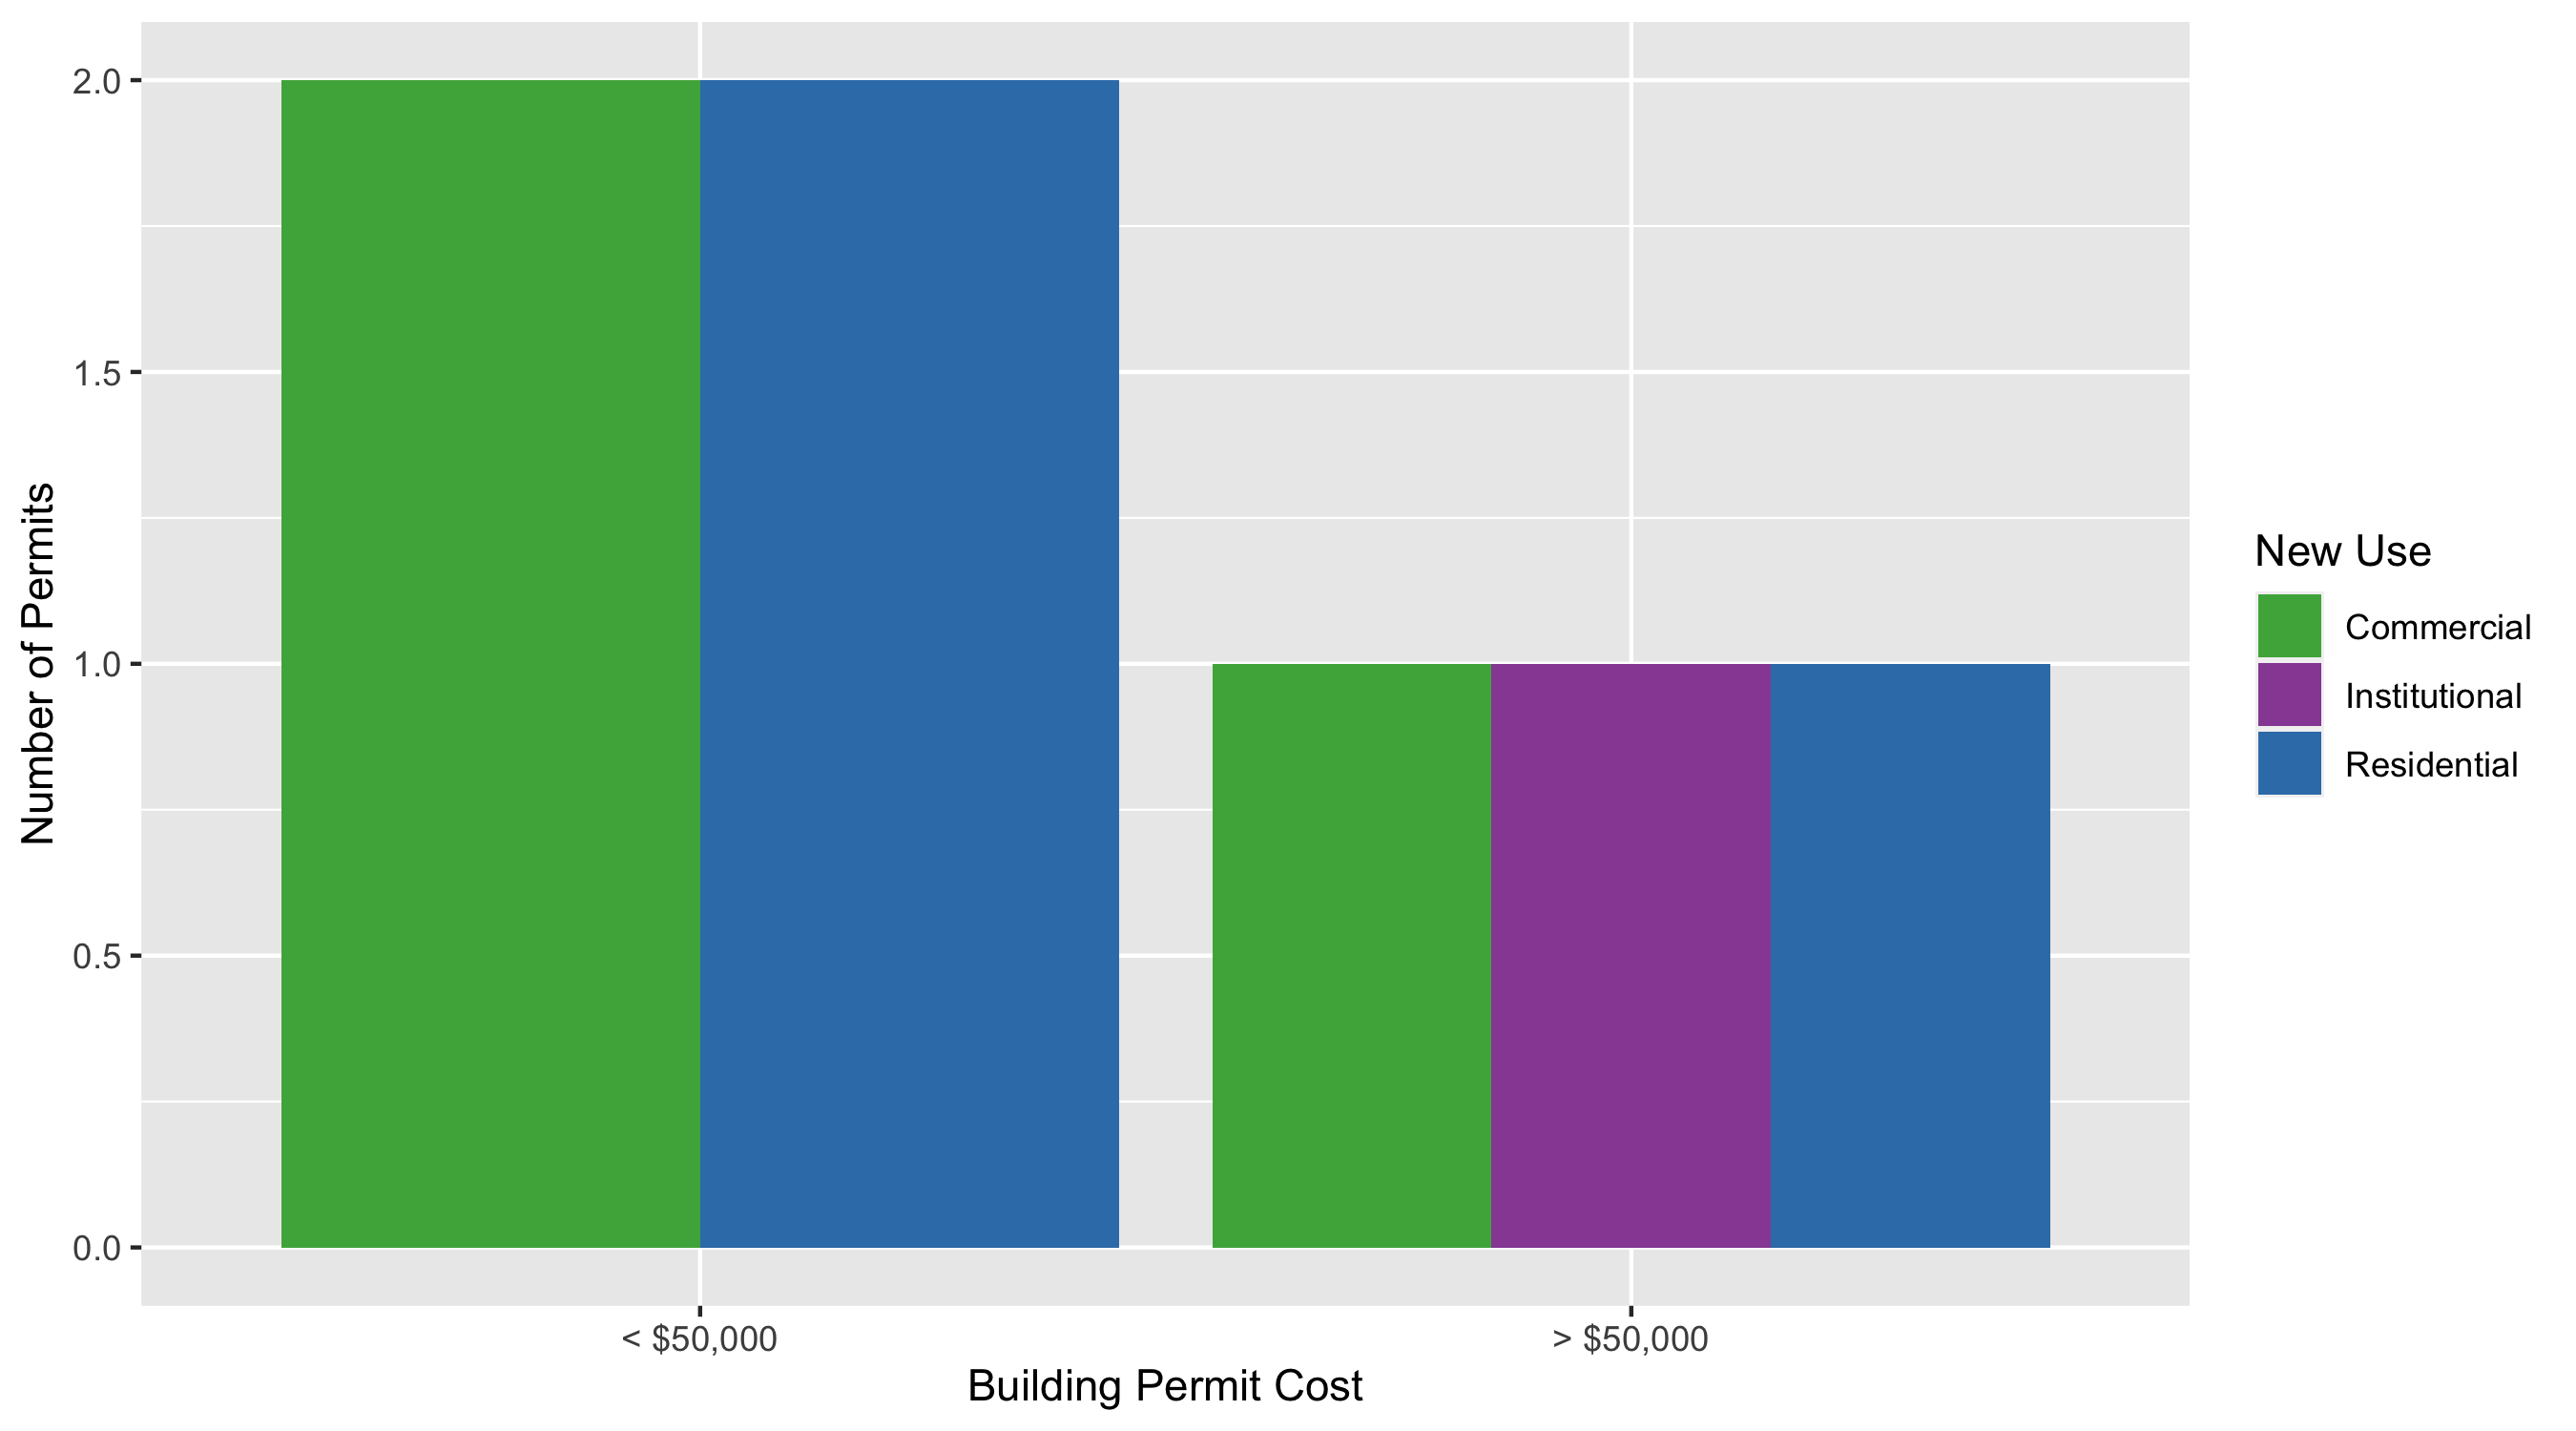 2.0
1.5
1.0
0.5
0.0
Number of Permits
< $50,000
> $50,000
Building Permit Cost
New Use
Commercial
Institutional
Residential